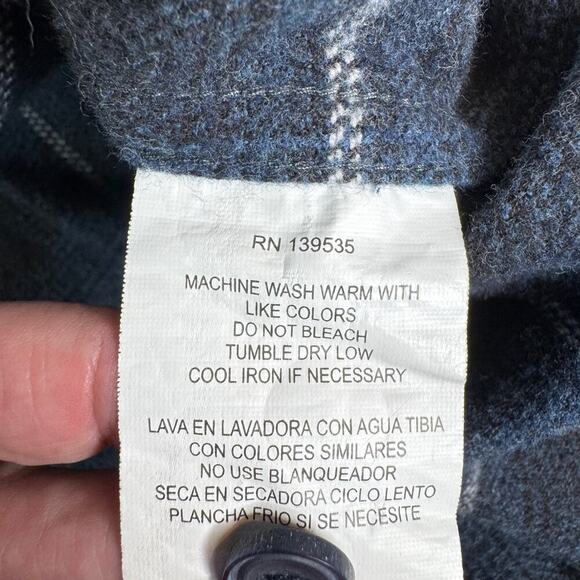 RN 139535
MACHINE WASH WARM WITH
LIKE COLORS
DO NOT BLEACH
TUMBLE DRY LOW
COOL IRON IF NECESSARY
LAVA EN LAVADORA CON AGUA TIBIA
CON COLORES SIMILARES
NO USE BLANQUEADOR
SECA EN SECADORA CICLO LENTO
PLANCHA FRIO SI SE NECESITE